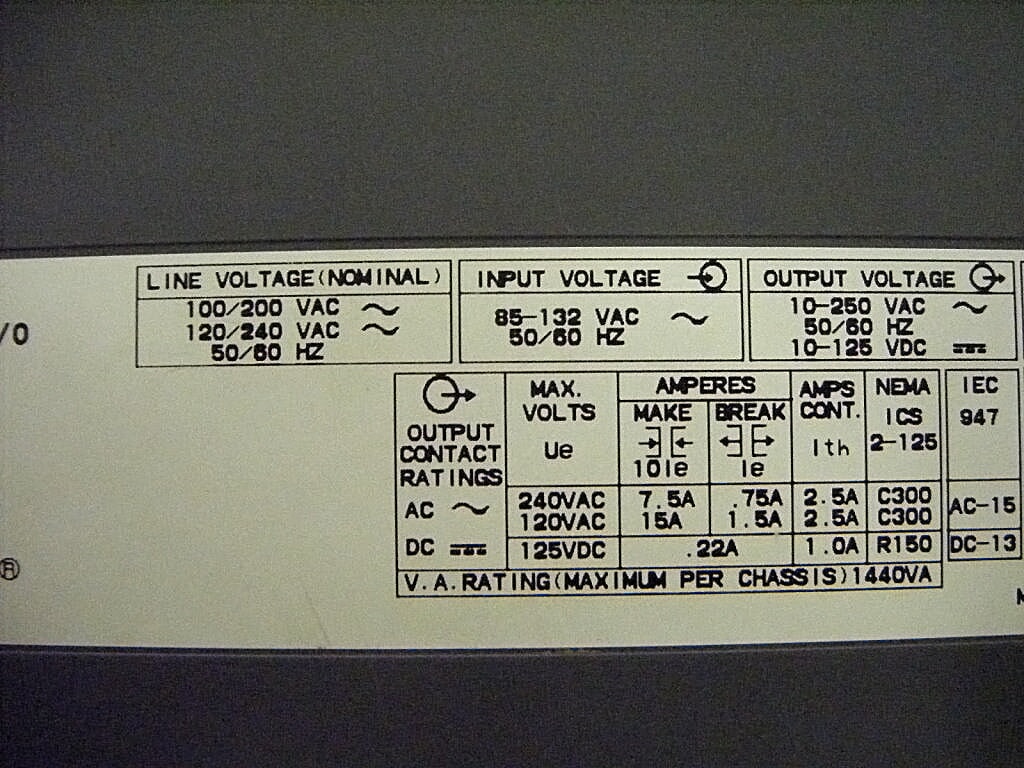 /O
LINE VOLTAGE(NOMINAL)
100/200 VAC
120/240 VAC
50/60 HZ
INPUT VOLTAGE
85-132 VAC
50/60 HZ
OUTPUT VOLTAGE
10-250 VAC
50/60 HZ
10-125 VDC
OUTPUT
CONTACT
RATINGS
MAX.
VOLTS
Ue
AMPERES
MAKE
10Ie
BREAK
Ie
AMPS
CONT.
Ith
NEMA
ICS
2-125
IEC
947
AC 240VAC 7.5A .75A 2.5A C300
120VAC 15A 1.5A 2.5A C300
AC-15
DC 125VDC .22A 1.0A R150 DC-13
V.A.RATING(MAXIMUM PER CHASSIS)1440VA
®